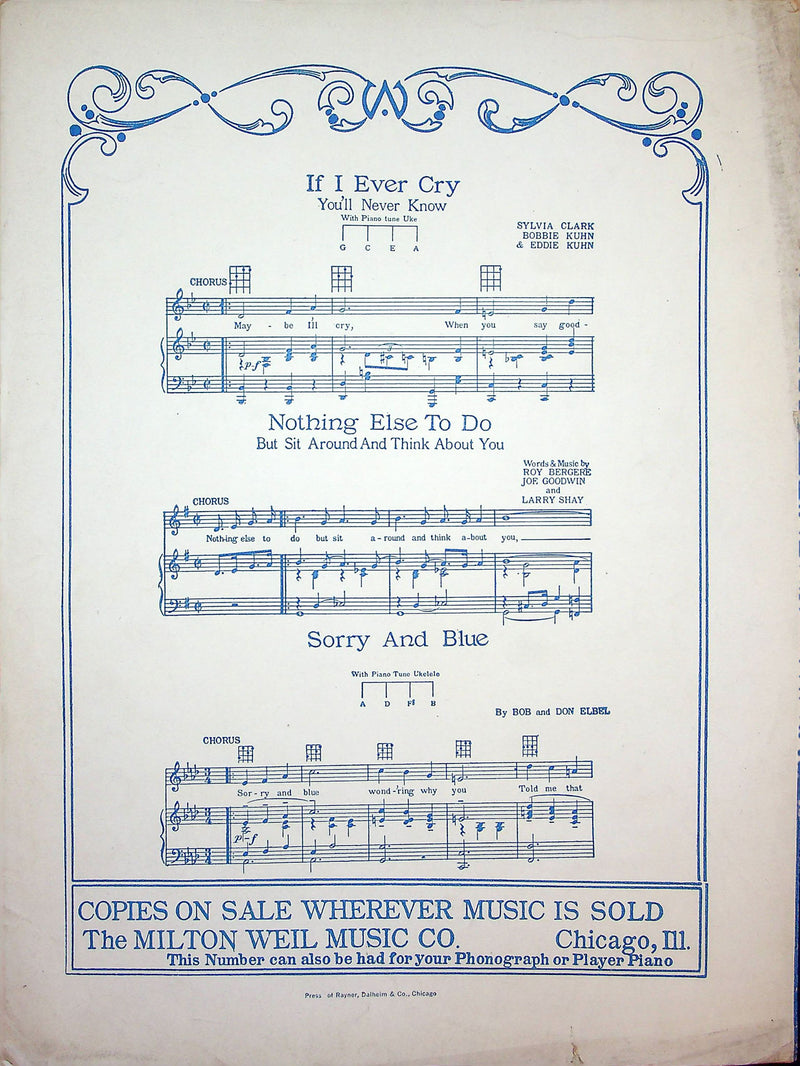 If I Ever Cry
You'll Never Know
With Piano tune Uke
G C E A
SYLVIA CLARK
BOBBIE KUHN
& EDDIE KUHN
CHORUS
May - be I'll cry, When you say good -
p-f
Nothing Else To Do
But Sit Around And Think About You
Words & Music by
ROY BERGERE
JOE GOODWIN
and
LARRY SHAY
CHORUS
Noth-ing else to do but sit a - round and think a-bout you,
Sorry And Blue
With Piano Tune Ukelele
A D F# B
By BOB and DON ELBEL
CHORUS
Sor - ry and blue wond-'ring why you Told me that
p-f
COPIES ON SALE WHEREVER MUSIC IS SOLD
The MILTON WEIL MUSIC CO. Chicago, Ill.
This Number can also be had for your Phonograph or Player Piano
Press of Rayner, Dalheim & Co., Chicago